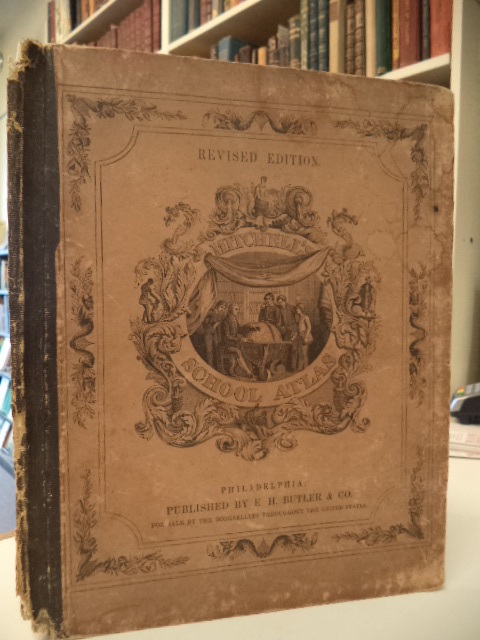 REVISED EDITION.
MITCHELL'S
SCHOOL ATLAS
PHILADELPHIA:
PUBLISHED BY E. H. BUTLER & CO.
FOR SALE BY THE BOOKSELLERS THROUGHOUT THE UNITED STATES.